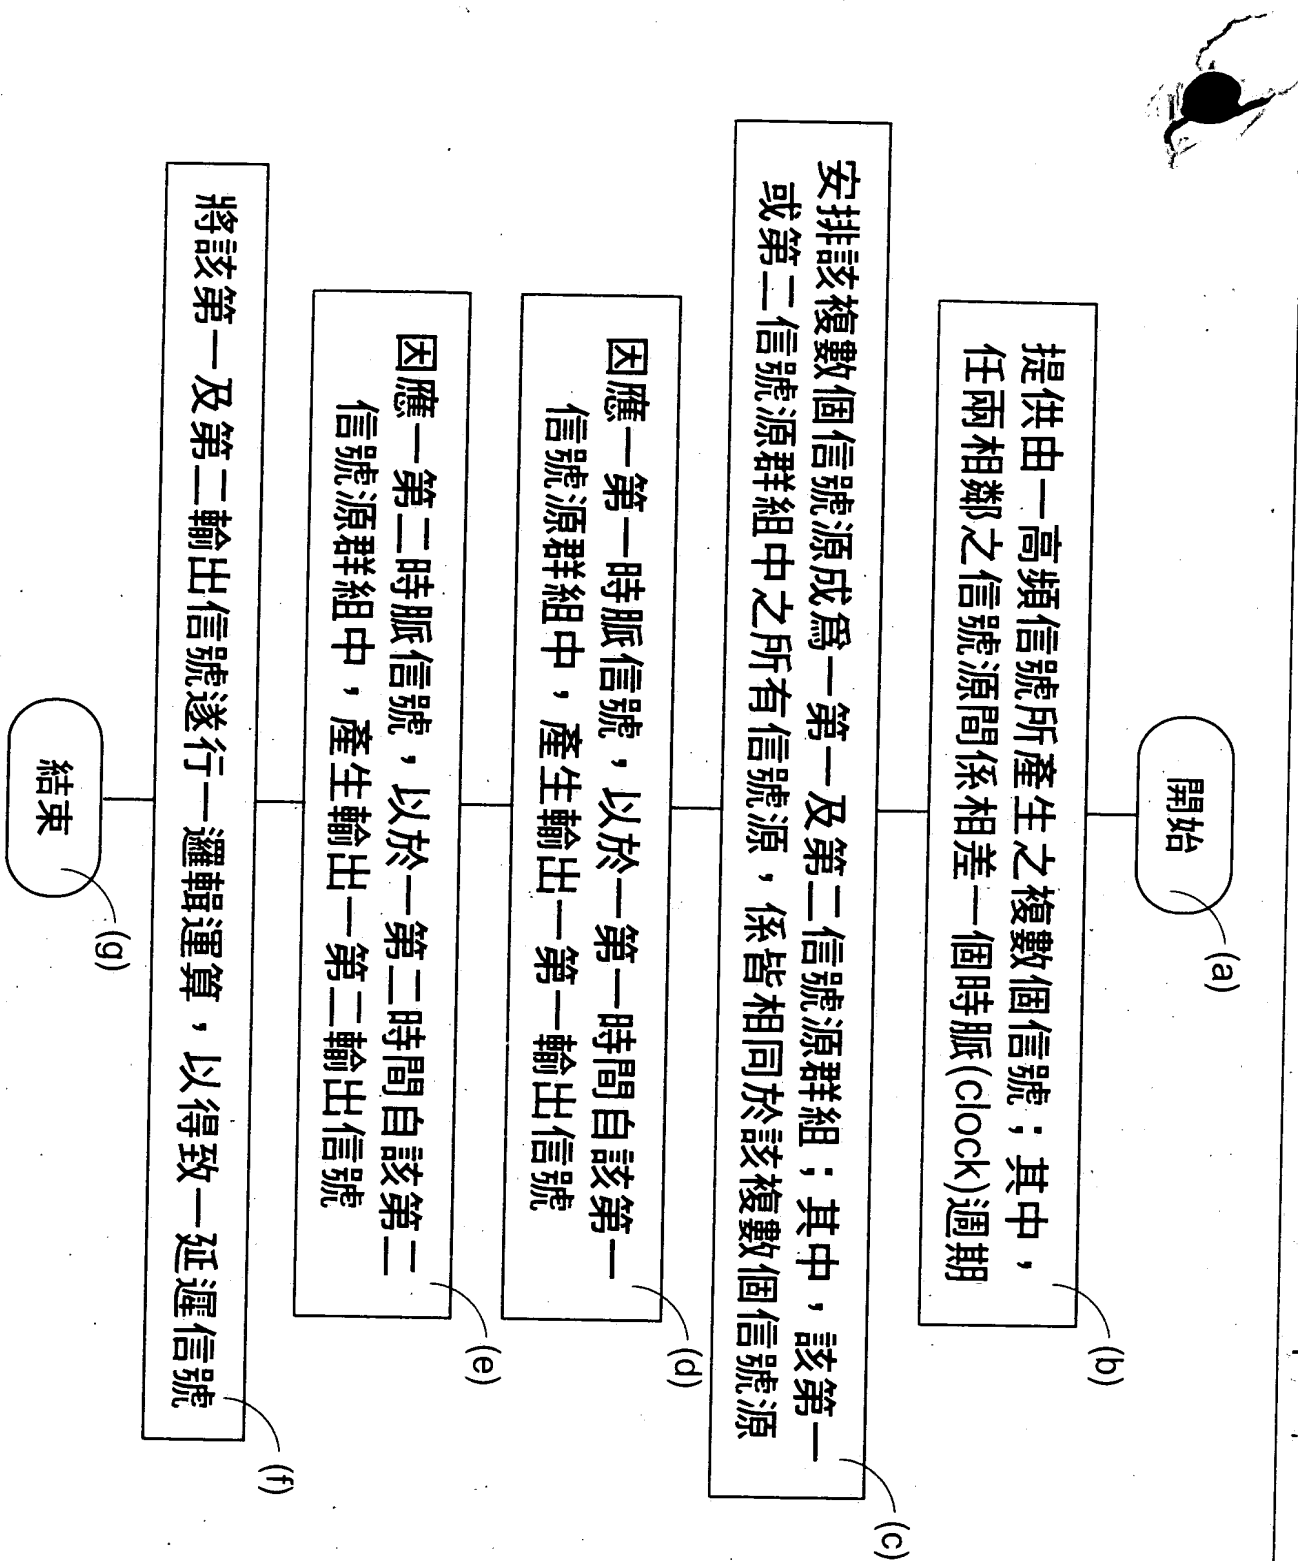 開始
(a)
提供由一高頻信號所產生之複數個信號；其中，
任兩相鄰之信號源間係相差一個時脈(clock)週期
(b)
安排該複數個信號源成爲一第一及第二信號源群組；其中，該第一
或第二信號源群組中之所有信號源，係皆相同於該複數個信號源
(c)
因應一第一時脈信號，以於一第一時間自該第一
信號源群組中，產生輸出一第一輸出信號
(d)
因應一第二時脈信號，以於一第二時間自該第二
信號源群組中，產生輸出一第二輸出信號
(e)
將該第一及第二輸出信號遂行一邏輯運算，以得致一延遲信號
(f)
結束
(g)